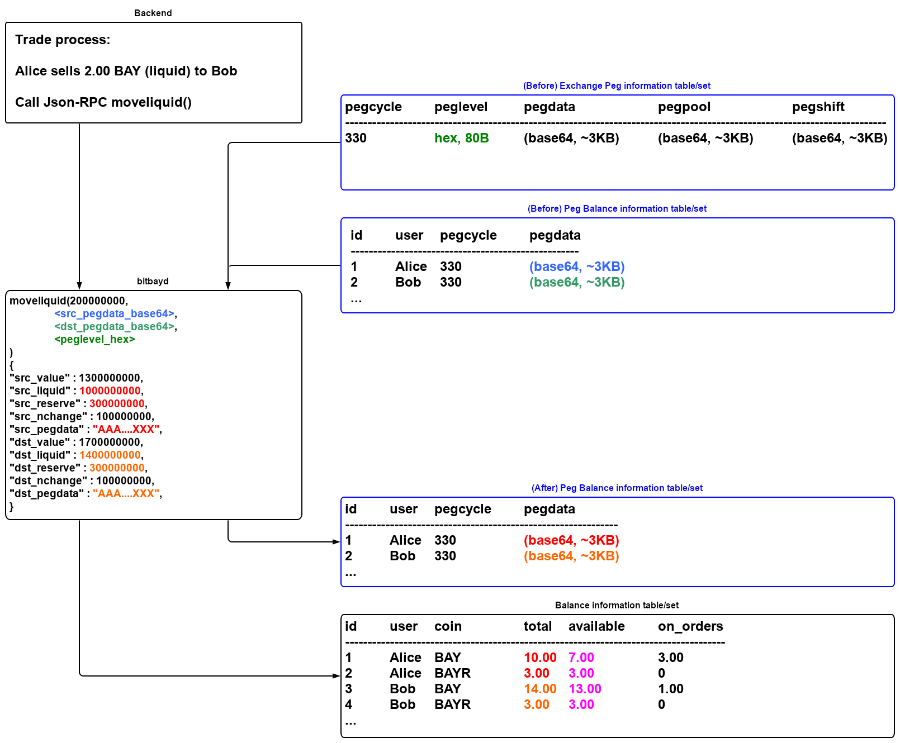 Backend
Trade process:
Alice sells 2.00 BAY (liquid) to Bob
Call Json-RPC moveliquid()
(Before) Exchange Peg information table/set
pegcycle peglevel pegdata pegpool pegshift
330 hex, 80B (base64, ~3KB) (base64, ~3KB) (base64, ~3KB)
(Before) Peg Balance information table/set
id user pegcycle pegdata
1 Alice 330 (base64, ~3KB)
2 Bob 330 (base64, ~3KB)
...
bitbayd
moveliquid(200000000,
<src_pegdata_base64>,
<dst_pegdata_base64>,
<peglevel_hex>
)
{
"src_value" : 1300000000,
"src_liquid" : 1000000000,
"src_reserve" : 300000000,
"src_nchange" : 100000000,
"src_pegdata" : "AAA....XXX",
"dst_value" : 1700000000,
"dst_liquid" : 1400000000,
"dst_reserve" : 300000000,
"dst_nchange" : 100000000,
"dst_pegdata" : "AAA....XXX",
}
(After) Peg Balance information table/set
id user pegcycle pegdata
1 Alice 330 (base64, ~3KB)
2 Bob 330 (base64, ~3KB)
...
Balance information table/set
id user coin total available on_orders
1 Alice BAY 10.00 7.00 3.00
2 Alice BAYR 3.00 3.00 0
3 Bob BAY 14.00 13.00 1.00
4 Bob BAYR 3.00 3.00 0
...